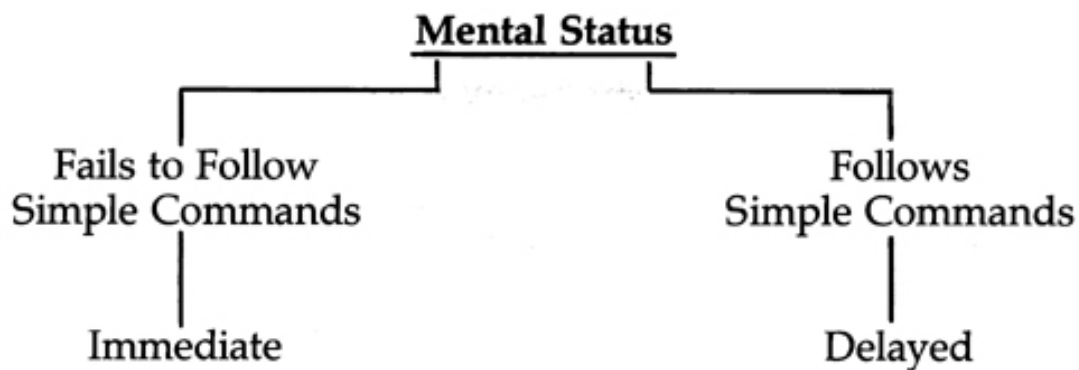 Mental Status
Fails to Follow
Simple Commands
Immediate
Follows
Simple Commands
Delayed